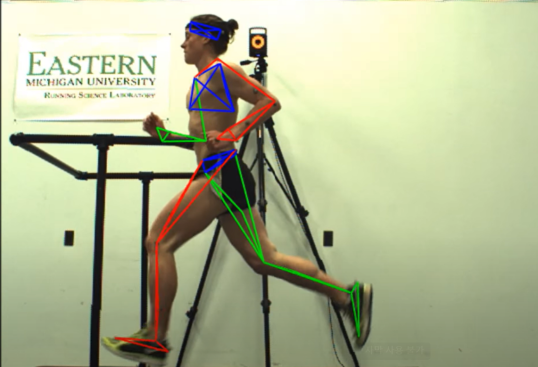 EASTERN
MICHIGAN UNIVERSITY
RUNNING SCIENCE LABORATORY